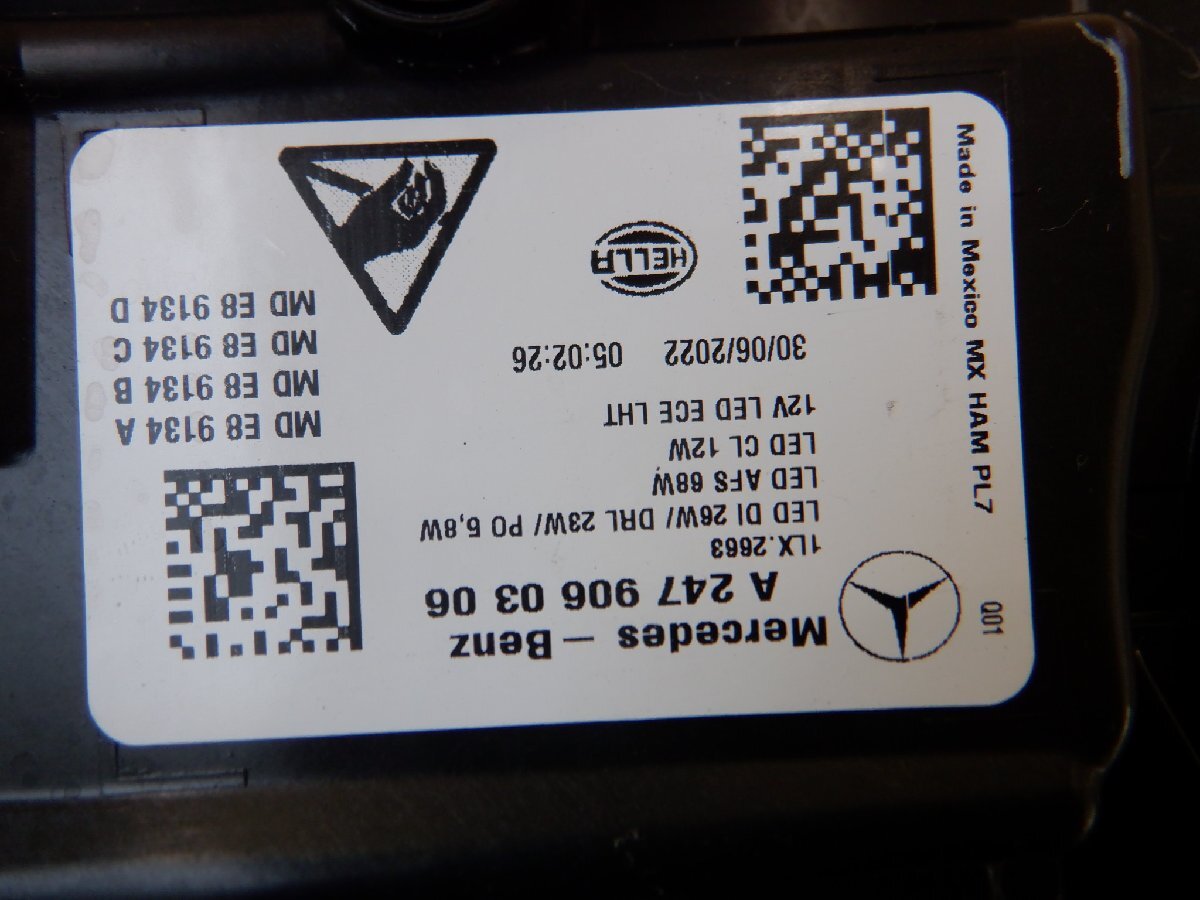 Mercedes – Benz
A 247 906 03 06
1LX.2663
LED DI 26W/ DRL 23W/ PO 6,8W
LED AFS 68W
LED CL 12W
12V LED ECE LHT
30/06/2022 05:02:26
HELLA
MD E8 9134 A
MD E8 9134 B
MD E8 9134 C
MD E8 9134 D
Q01
Made in Mexico MX HAM PL7